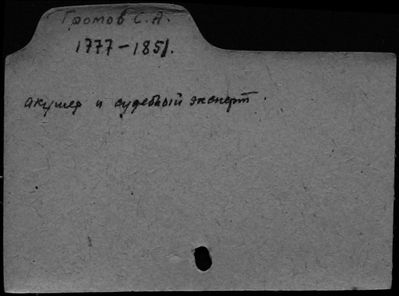 Громов С. А.
1777–1851.
акушер и судебный эксперт.